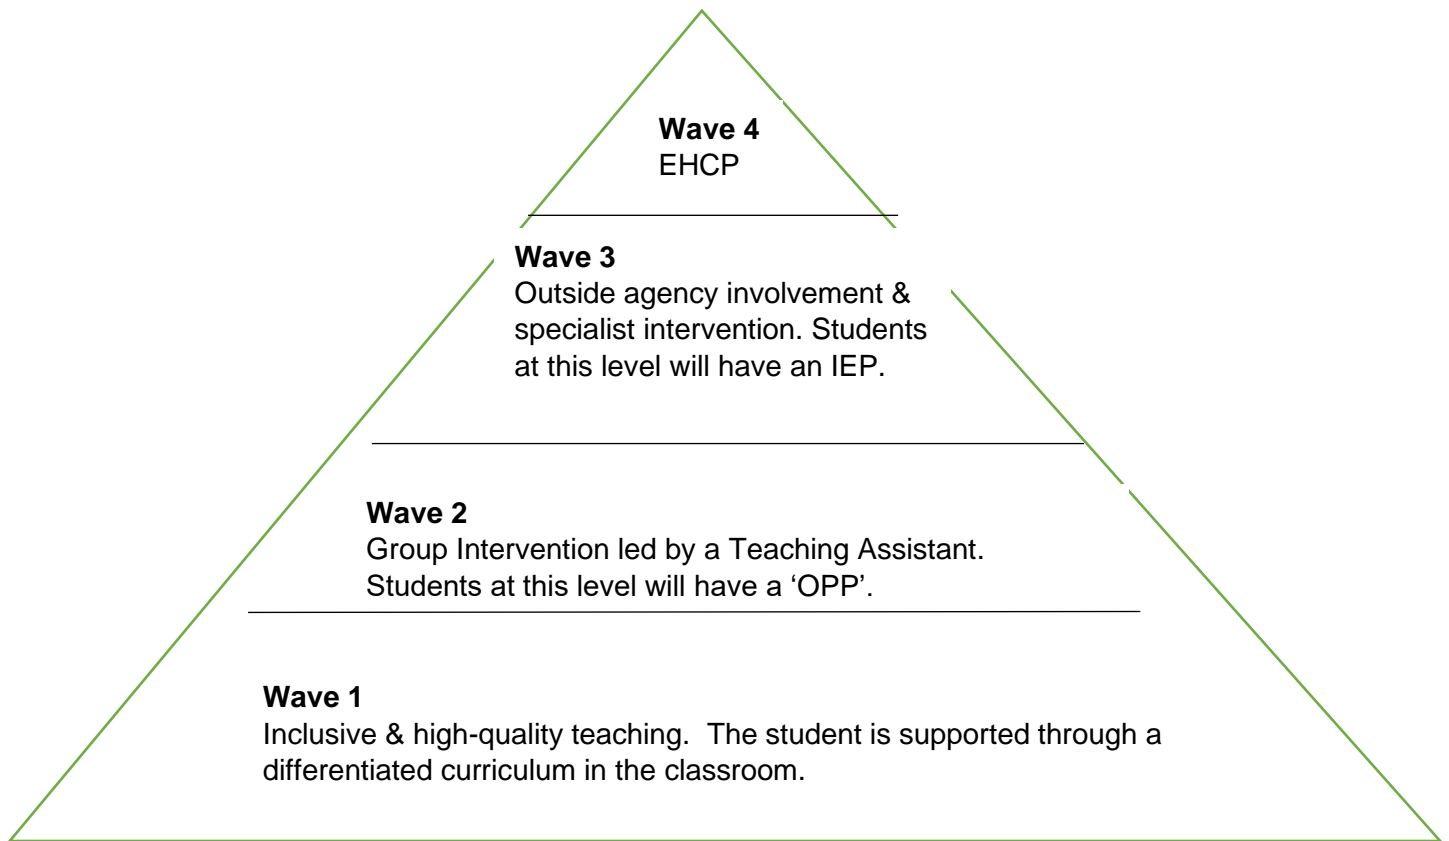 Wave 4
EHCP
Wave 3
Outside agency involvement &
specialist intervention. Students
at this level will have an IEP.
Wave 2
Group Intervention led by a Teaching Assistant.
Students at this level will have a ‘OPP’.
Wave 1
Inclusive & high-quality teaching.  The student is supported through a
differentiated curriculum in the classroom.